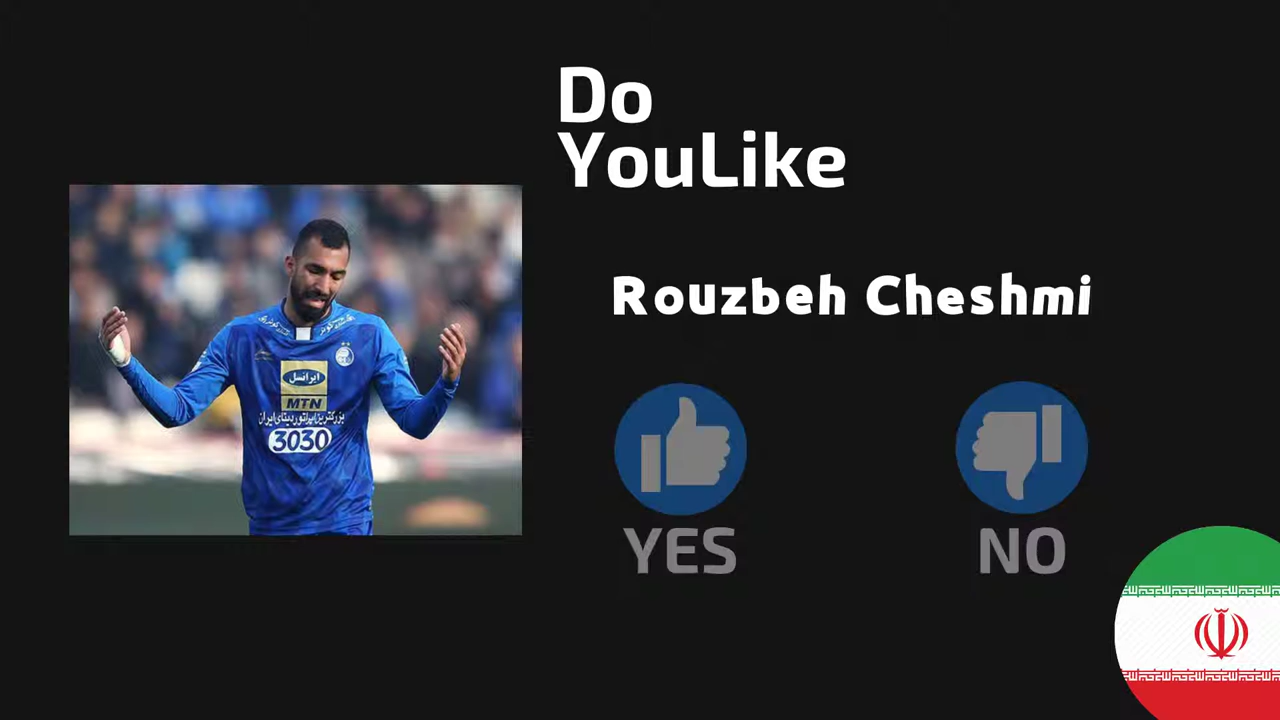 Do
YouLike
Rouzbeh Cheshmi
ایرانسل
MTN
بزرگترین اپراتور دیتای ایران
3030
YES
NO